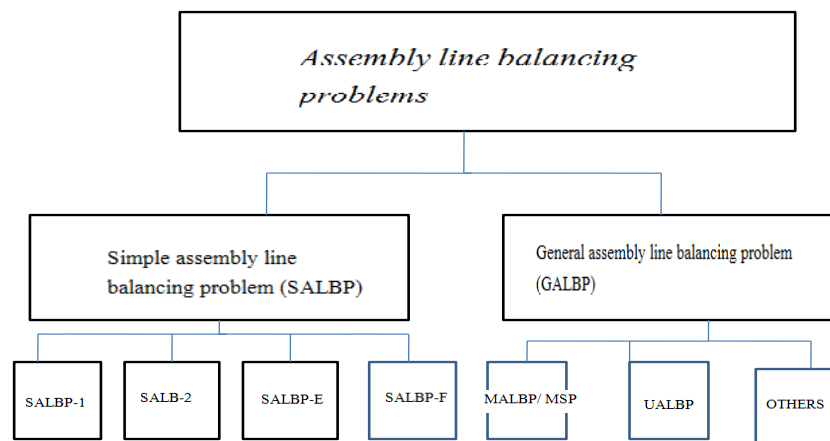 Assembly line balancing
problems
Simple assembly line
balancing problem (SALBP)
General assembly line balancing problem
(GALBP)
SALBP-1
SALB-2
SALBP-E
SALBP-F
MALBP/ MSP
UALBP
OTHERS